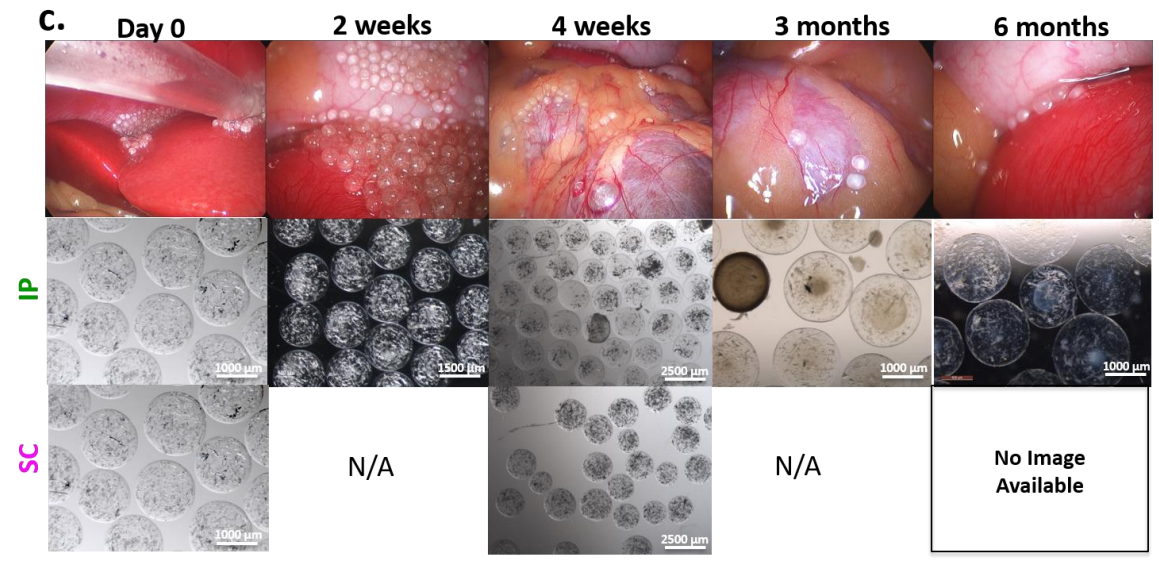 c.
Day 0 2 weeks 4 weeks 3 months 6 months
IP
1000 µm 1500 µm 2500 µm 1000 µm 1000 µm
SC
N/A N/A
No Image
Available
1000 µm 2500 µm